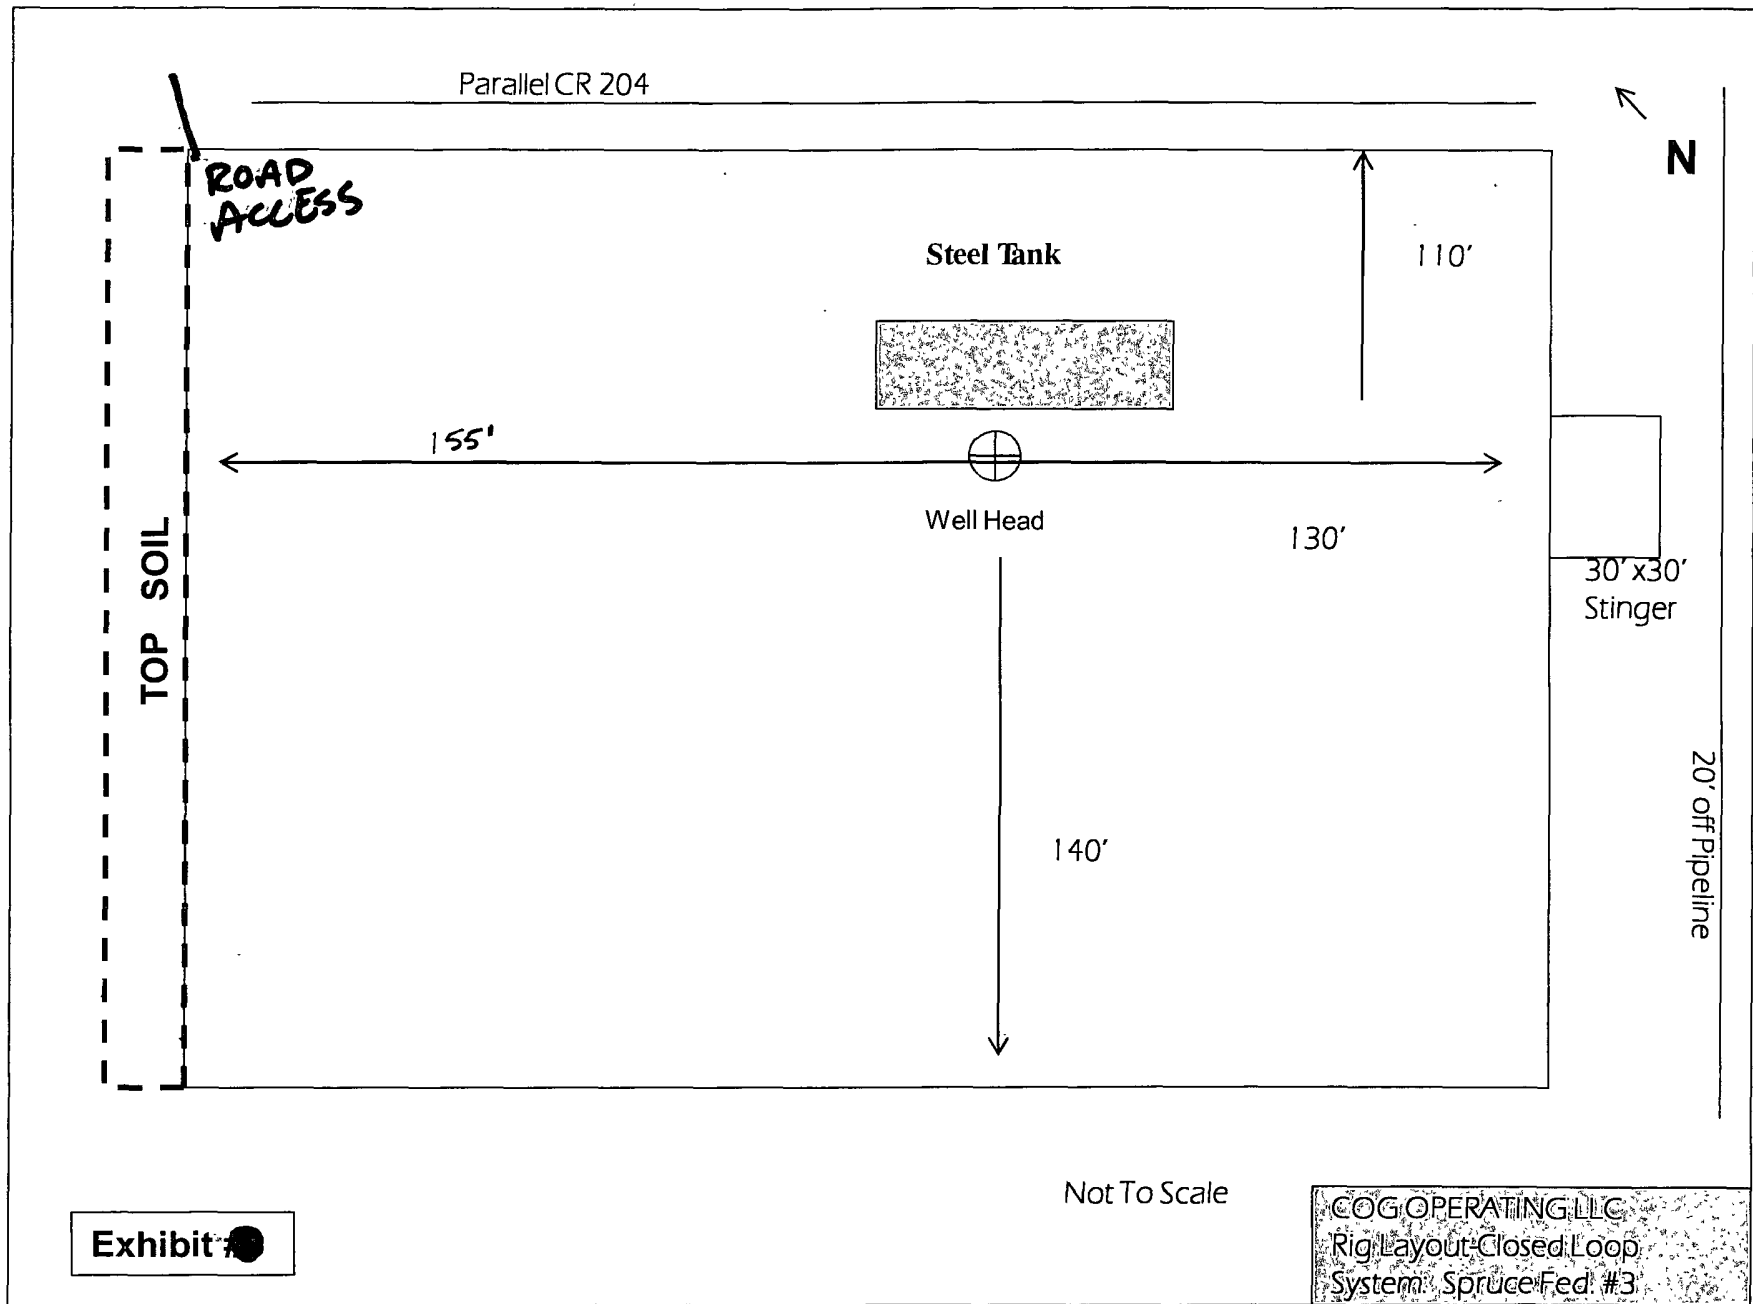 Parallel CR 204
N
ROAD
ACCESS
Steel Tank
110'
155'
Well Head
130'
30'x30'
Stinger
TOP SOIL
140'
20' off Pipeline
Not To Scale
Exhibit #
COG OPERATING LLC
Rig Layout-Closed Loop
System. Spruce Fed. #3